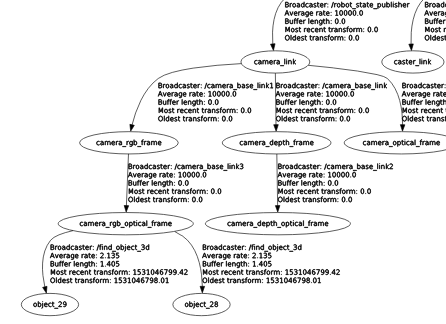 Broadcaster: /robot_state_publisher
Average rate: 10000.0
Buffer length: 0.0
Most recent transform: 0.0
Oldest transform: 0.0
Broadcas
Average r
Buffer len
Most rece
Oldest tra
camera_link
caster_link
Broadcaster: /camera_base_link1
Average rate: 10000.0
Buffer length: 0.0
Most recent transform: 0.0
Oldest transform: 0.0
Broadcaster: /camera_base_link
Average rate: 10000.0
Buffer length: 0.0
Most recent transform: 0.0
Oldest transform: 0.0
Broadcaste
Average rate
Buffer length
Most recent
Oldest trans
camera_rgb_frame
camera_depth_frame
camera_optical_frame
Broadcaster: /camera_base_link3
Average rate: 10000.0
Buffer length: 0.0
Most recent transform: 0.0
Oldest transform: 0.0
Broadcaster: /camera_base_link2
Average rate: 10000.0
Buffer length: 0.0
Most recent transform: 0.0
Oldest transform: 0.0
camera_rgb_optical_frame
camera_depth_optical_frame
Broadcaster: /find_object_3d
Average rate: 2.135
Buffer length: 1.405
Most recent transform: 1531046799.42
Oldest transform: 1531046798.01
Broadcaster: /find_object_3d
Average rate: 2.135
Buffer length: 1.405
Most recent transform: 1531046799.42
Oldest transform: 1531046798.01
object_29
object_28